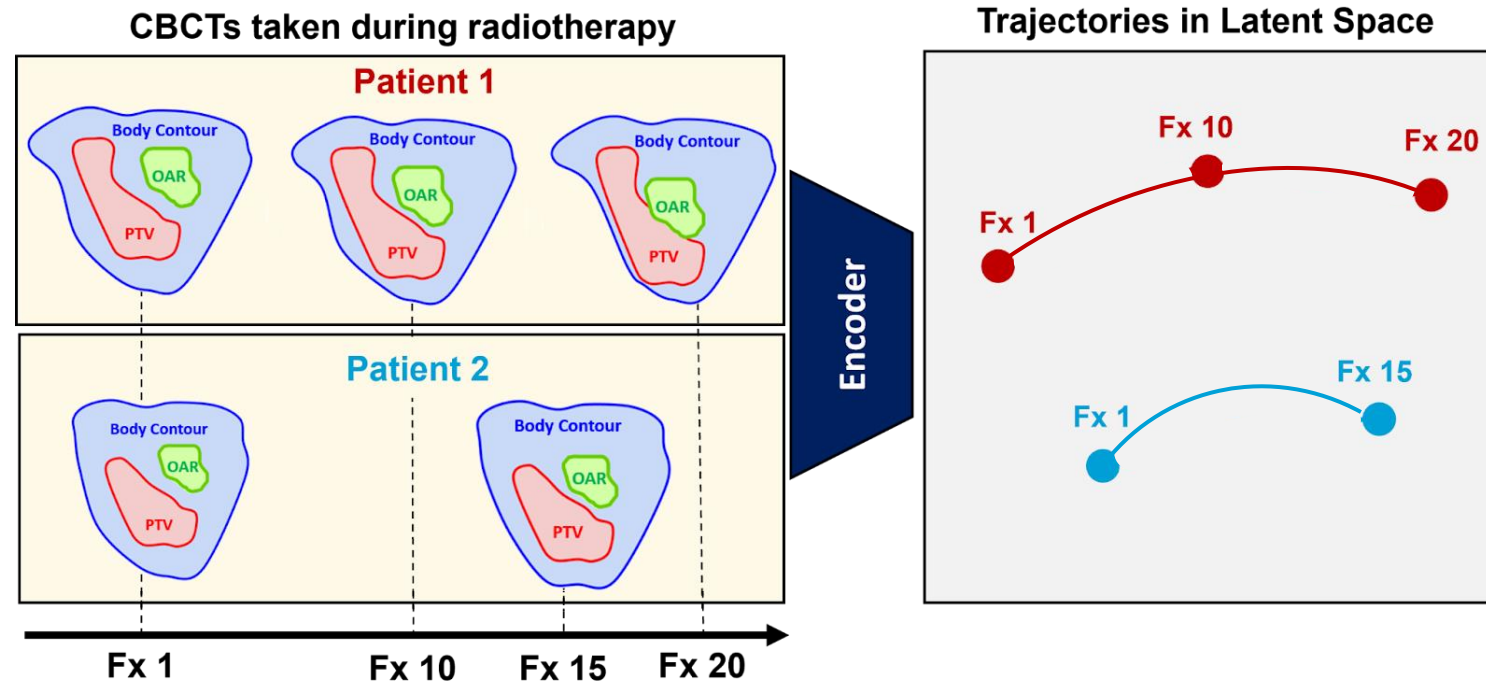 CBCTs taken during radiotherapy
Trajectories in Latent Space
Patient 1
Body Contour
OAR
PTV
Body Contour
OAR
PTV
Body Contour
OAR
PTV
Patient 2
Body Contour
OAR
PTV
Body Contour
OAR
PTV
Fx 1
Fx 10
Fx 15
Fx 20
Encoder
Fx 1
Fx 10
Fx 20
Fx 1
Fx 15